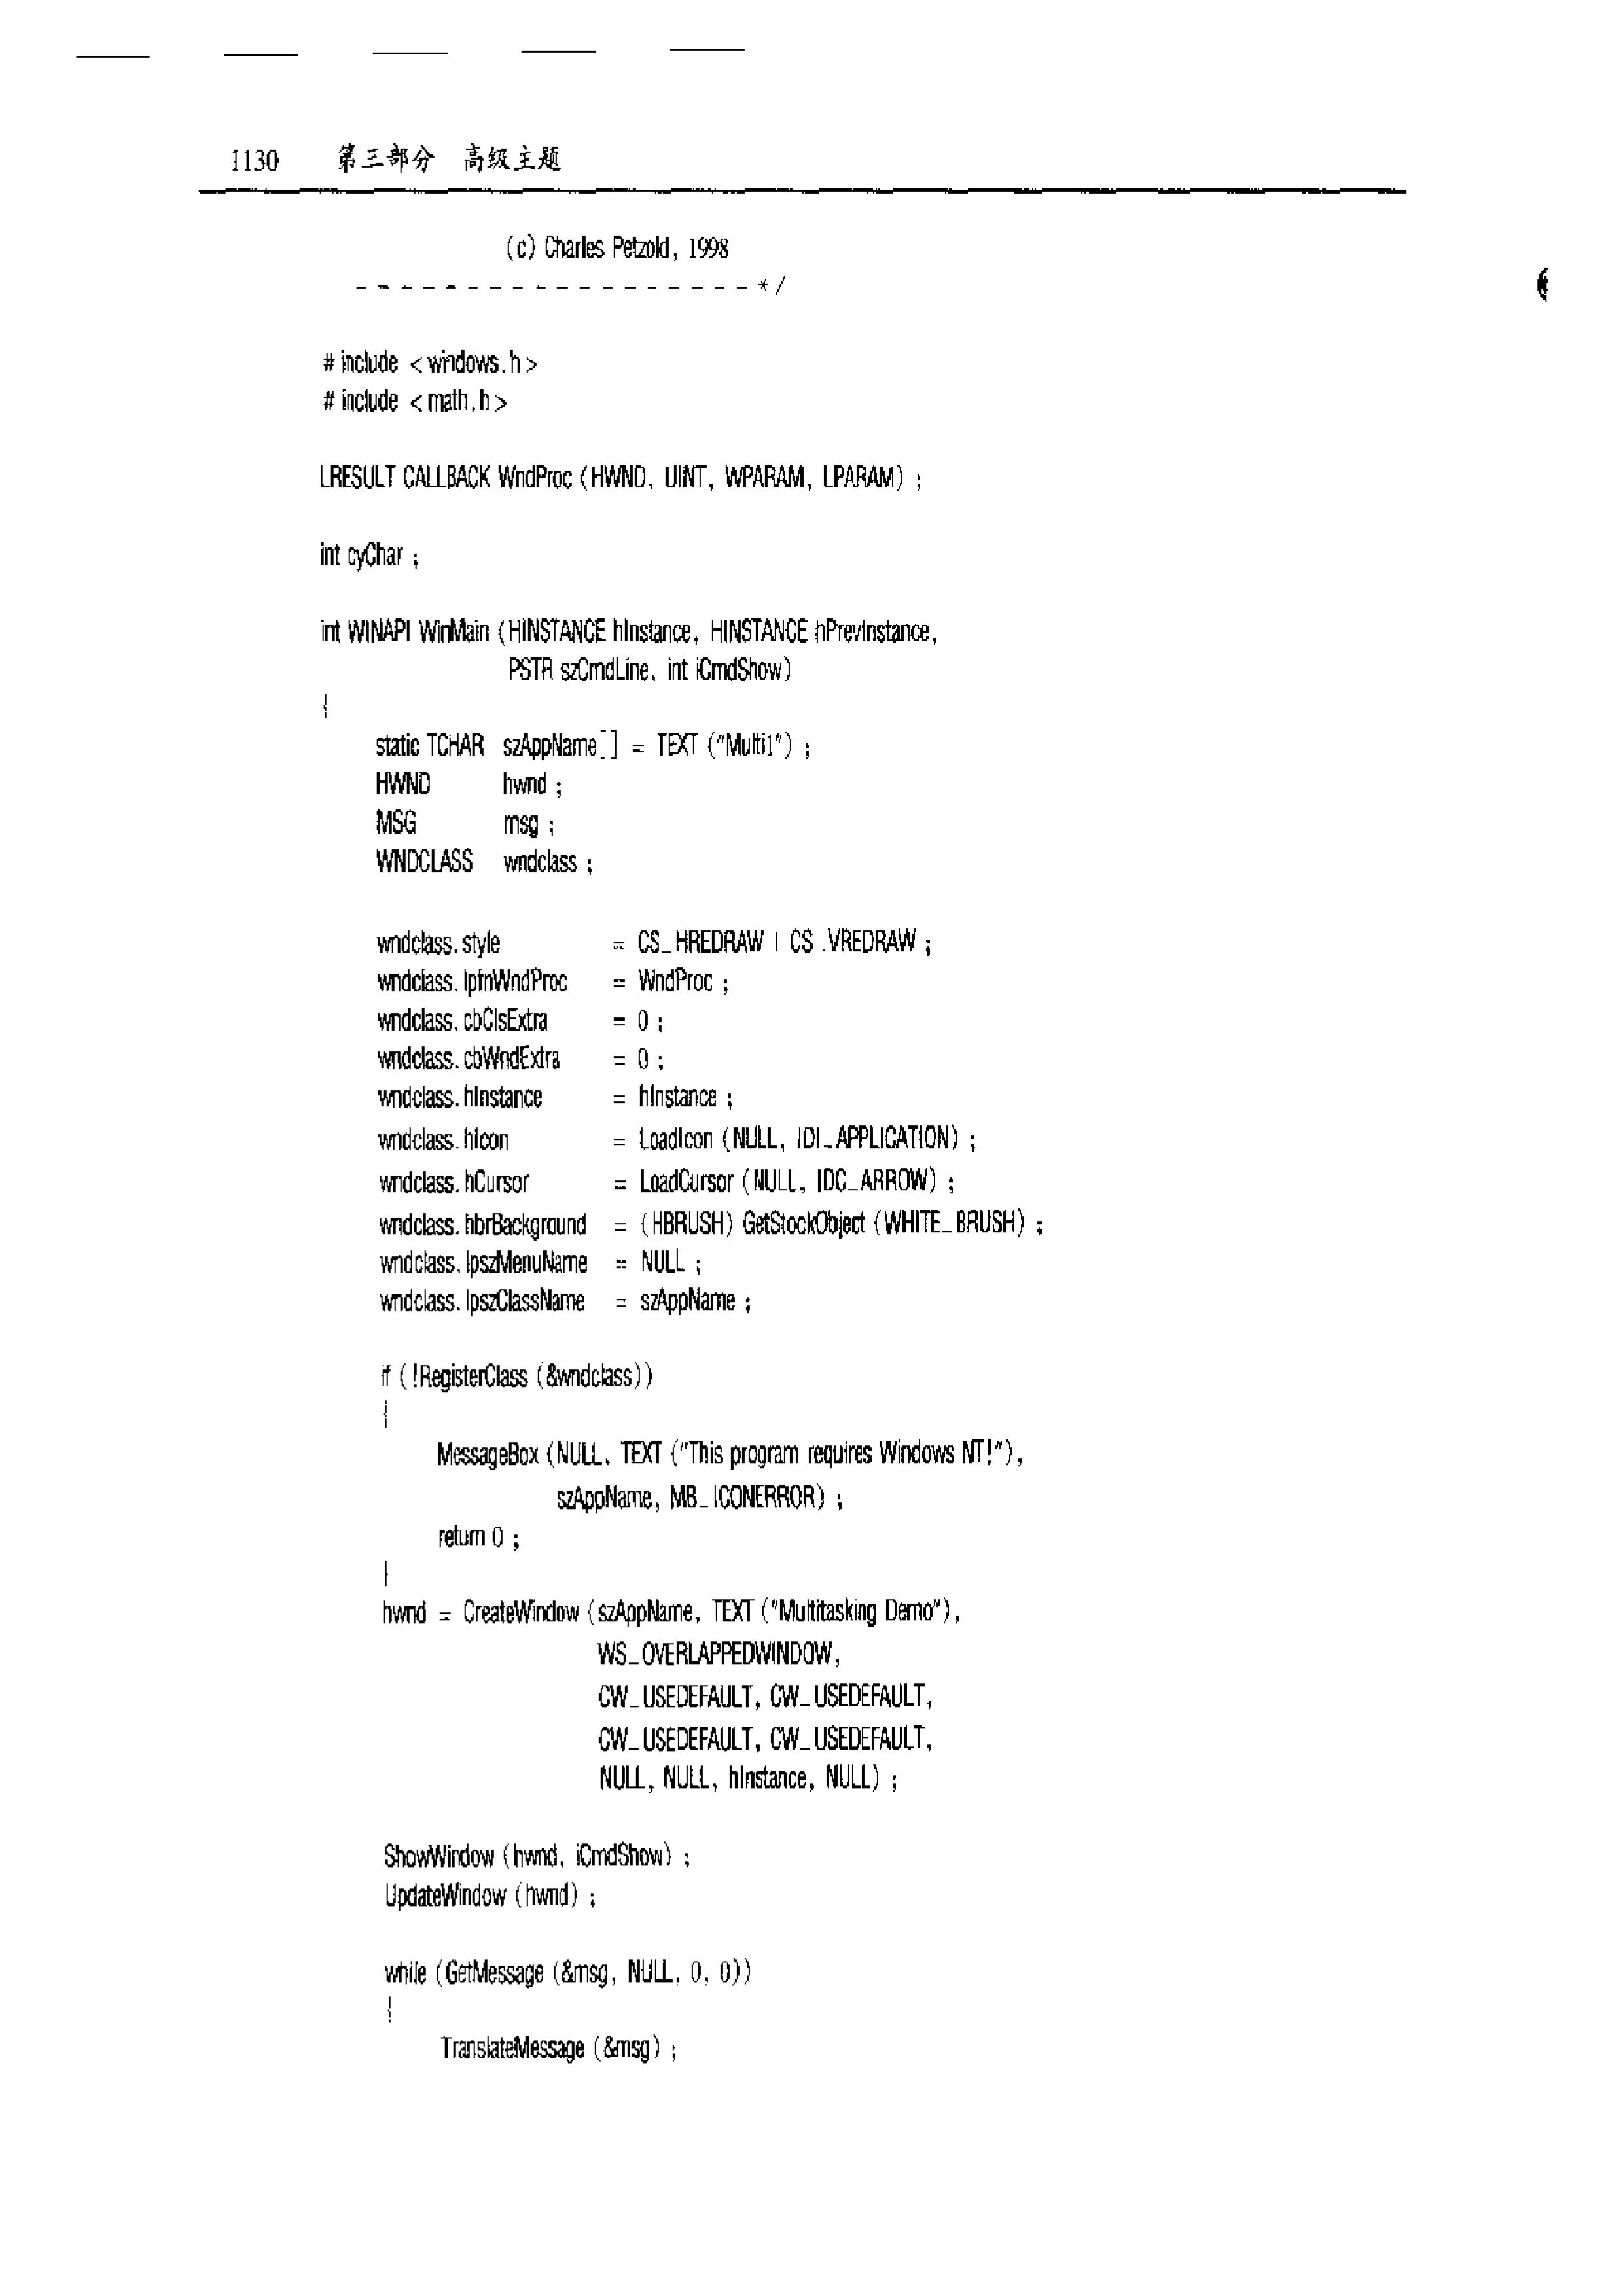 1130 第三部分 高级主题
(c) Charles Petzold, 1998
- - - - - - - - - - - - - - - - - - */
# include <windows.h>
# include <math.h>
LRESULT CALLBACK WndProc (HWND, UINT, WPARAM, LPARAM) ;
int cyChar ;
int WINAPI WinMain (HINSTANCE hInstance, HINSTANCE hPrevInstance,
PSTR szCmdLine, int iCmdShow)
{
static TCHAR szAppName[] = TEXT ("Multi1") ;
HWND hwnd ;
MSG msg ;
WNDCLASS wndclass ;
wndclass.style = CS_HREDRAW | CS_VREDRAW ;
wndclass.lpfnWndProc = WndProc ;
wndclass.cbClsExtra = 0 ;
wndclass.cbWndExtra = 0 ;
wndclass.hInstance = hInstance ;
wndclass.hIcon = LoadIcon (NULL, IDI_APPLICATION) ;
wndclass.hCursor = LoadCursor (NULL, IDC_ARROW) ;
wndclass.hbrBackground = (HBRUSH) GetStockObject (WHITE_BRUSH) ;
wndclass.lpszMenuName = NULL ;
wndclass.lpszClassName = szAppName ;
if (!RegisterClass (&wndclass))
{
MessageBox (NULL, TEXT ("This program requires Windows NT!"),
szAppName, MB_ICONERROR) ;
return 0 ;
}
hwnd = CreateWindow (szAppName, TEXT ("Multitasking Demo"),
WS_OVERLAPPEDWINDOW,
CW_USEDEFAULT, CW_USEDEFAULT,
CW_USEDEFAULT, CW_USEDEFAULT,
NULL, NULL, hInstance, NULL) ;
ShowWindow (hwnd, iCmdShow) ;
UpdateWindow (hwnd) ;
while (GetMessage (&msg, NULL, 0, 0))
{
TranslateMessage (&msg) ;